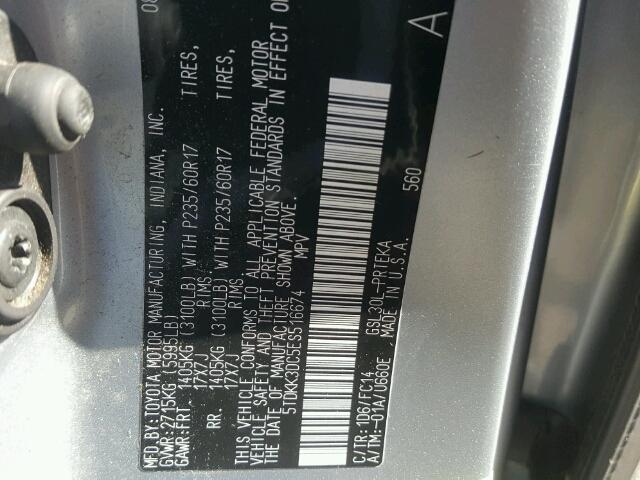 08
MFD.BY:TOYOTA MOTOR MANUFACTURING, INDIANA, INC.
GVWR:2715KG (5995LB)
GAWR:FRT. 1405KG (3100LB) WITH P235/60R17 TIRES,
17X7J RIMS
RR. 1405KG (3100LB) WITH P235/60R17 TIRES,
17X7J RIMS
THIS VEHICLE CONFORMS TO ALL APPLICABLE FEDERAL MOTOR
VEHICLE SAFETY AND THEFT PREVENTION STANDARDS IN EFFECT ON
THE DATE OF MANUFACTURE SHOWN ABOVE.
5TDKK3DC5ES516674 MPV
A
560
C/TR:1D6/FC14 GSL30L-PRTEKA
A/TM:-01A/U660E MADE IN U.S.A.